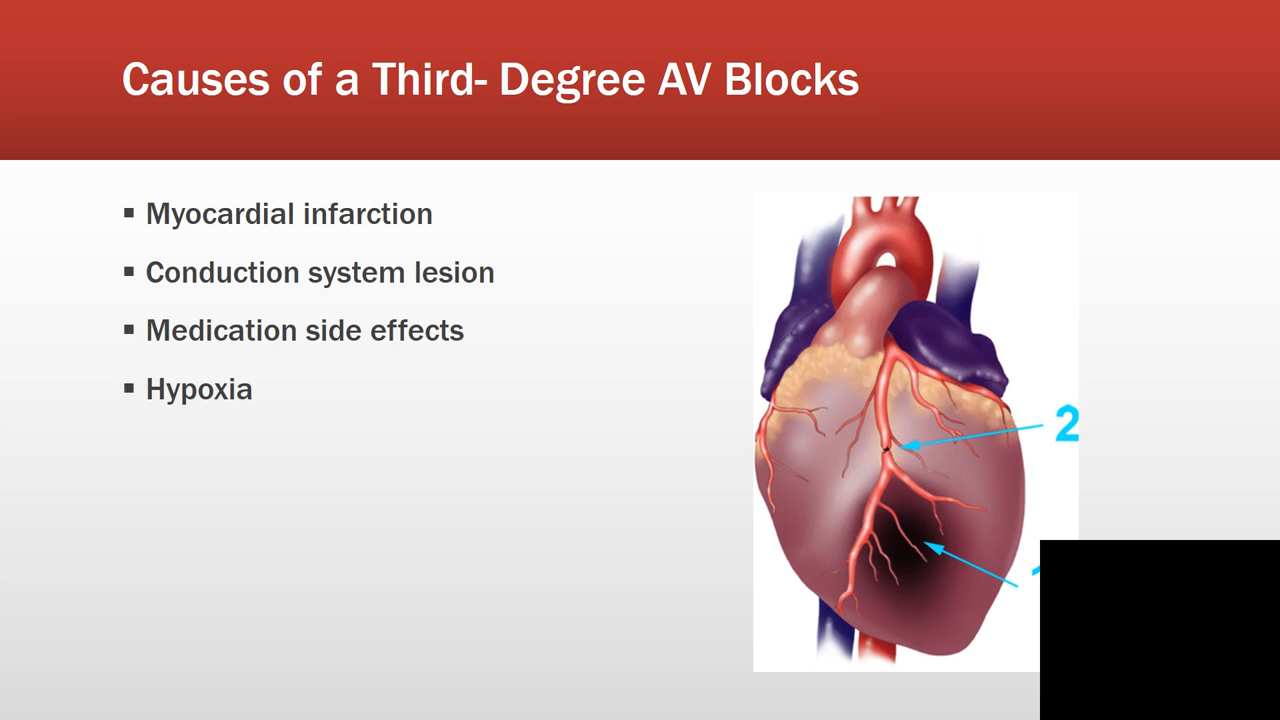 Causes of a Third- Degree AV Blocks
▪ Myocardial infarction
▪ Conduction system lesion
▪ Medication side effects
▪ Hypoxia
2